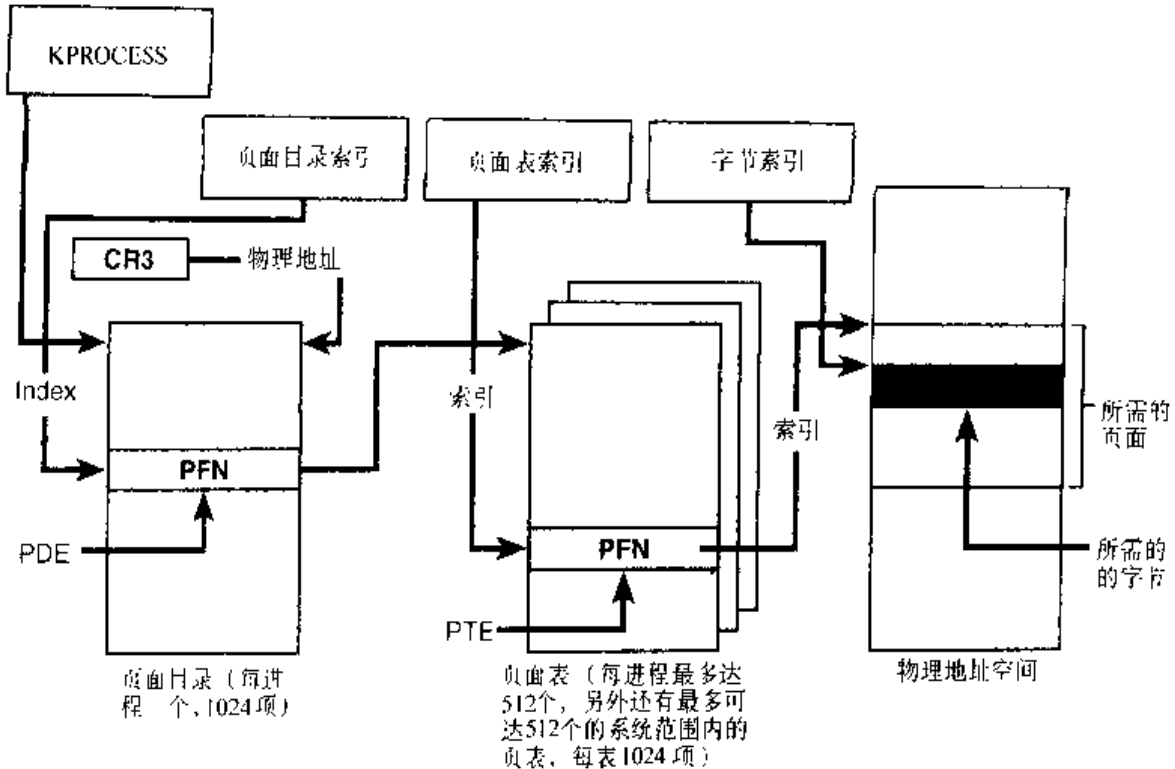 KPROCESS
页面目录索引
页面表索引
字节索引
CR3
物理地址
Index
索引
索引
PFN
PDE
PFN
PTE
所需的
页面
所需的
的字节
页面目录（每进
程一个，1024项）
页面表（每进程最多达
512个，另外还有最多可
达512个的系统范围内的
页表，每表1024项）
物理地址空间